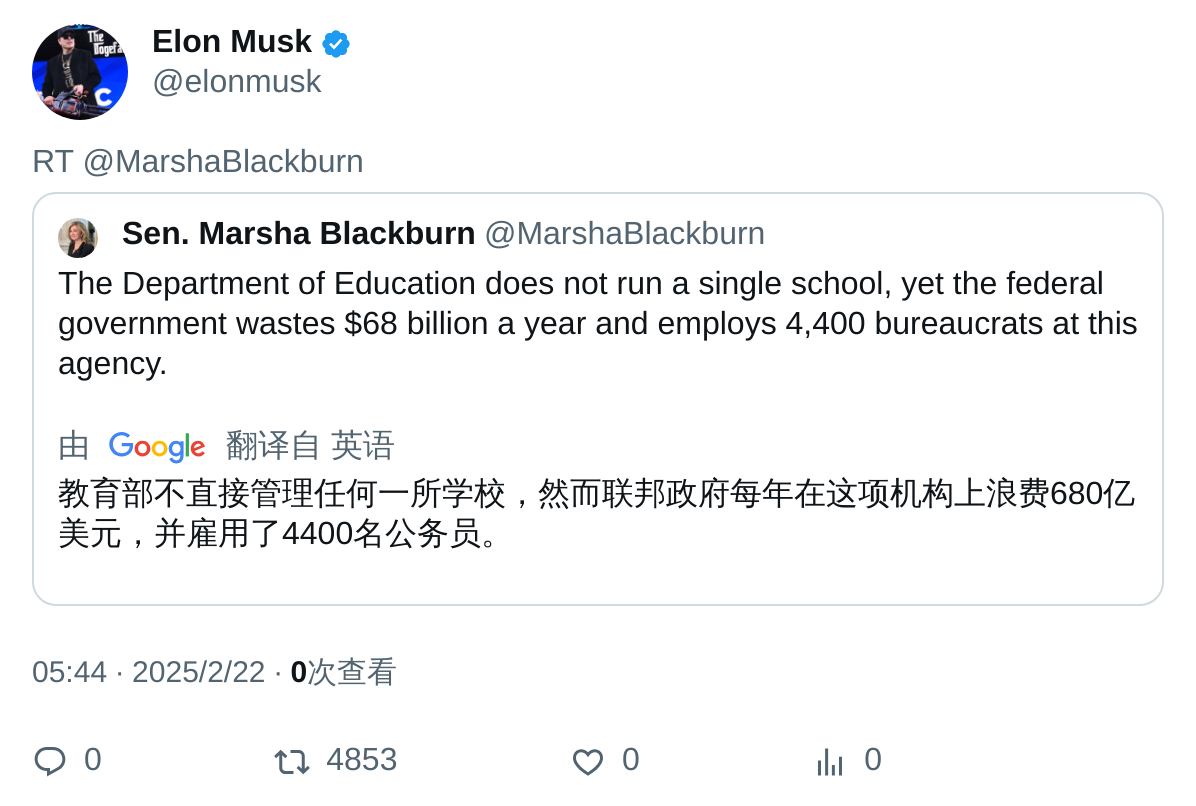 The
Dogefa
C
Elon Musk
@elonmusk
RT @MarshaBlackburn
Sen. Marsha Blackburn @MarshaBlackburn
The Department of Education does not run a single school, yet the federal
government wastes $68 billion a year and employs 4,400 bureaucrats at this
agency.
由 Google 翻译自 英语
教育部不直接管理任何一所学校，然而联邦政府每年在这项机构上浪费680亿
美元，并雇用了4400名公务员。
05:44 · 2025/2/22 · 0次查看
0 4853 0 0